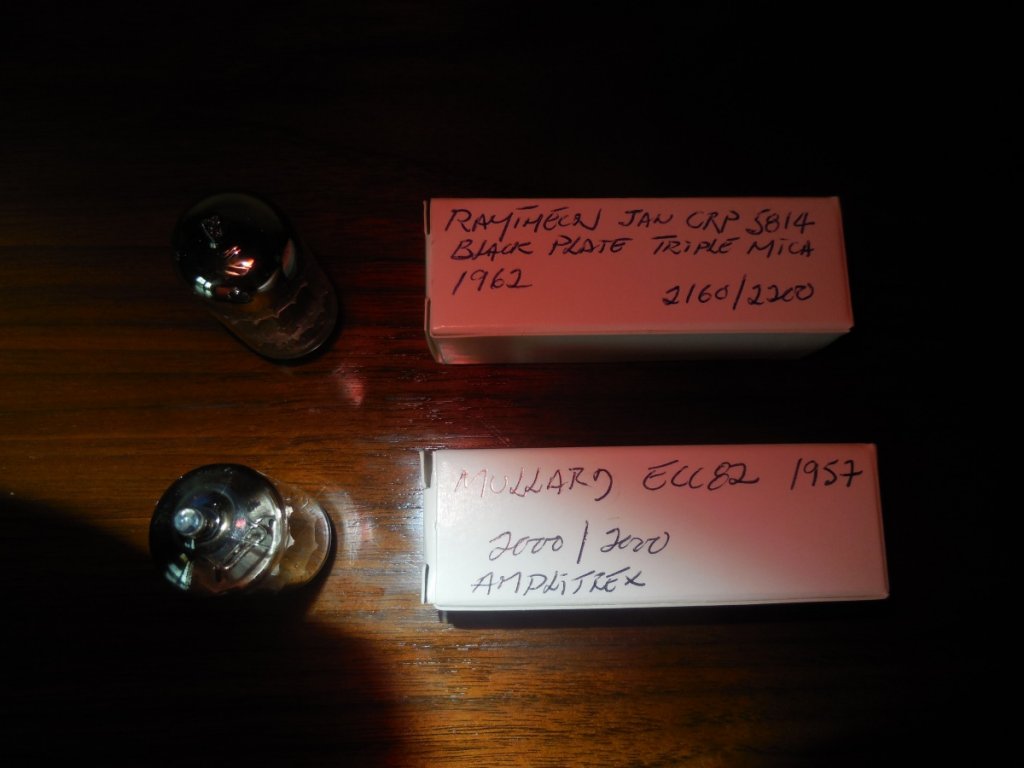 RAYTHEON JAN CRP 5814
BLACK PLATE TRIPLE MICA
1962
2160/2200
MULLARD ECC82 1957
2000/2000
AMPLITREX